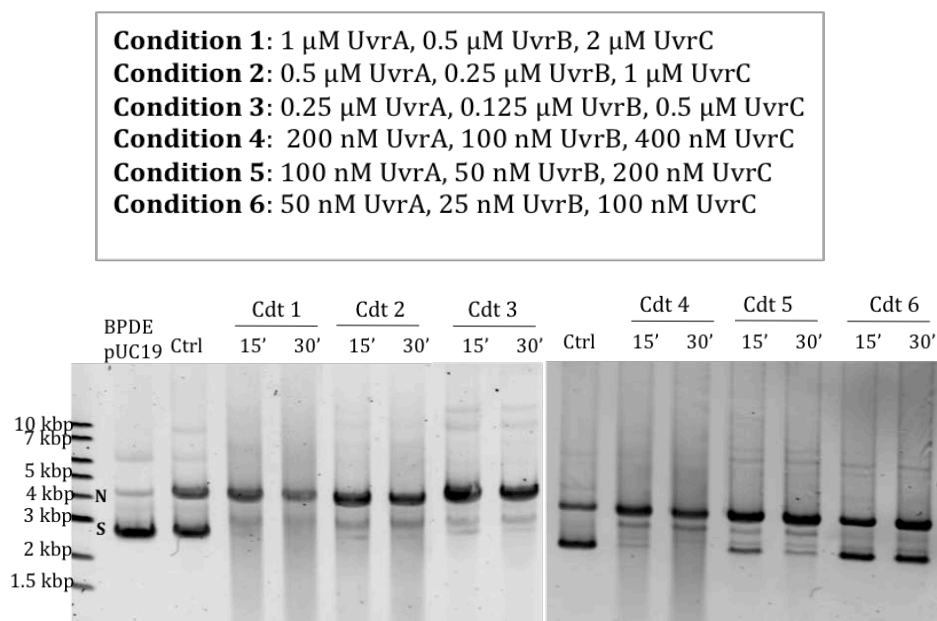 Condition 1: 1 µM UvrA, 0.5 µM UvrB, 2 µM UvrC
Condition 2: 0.5 µM UvrA, 0.25 µM UvrB, 1 µM UvrC
Condition 3: 0.25 µM UvrA, 0.125 µM UvrB, 0.5 µM UvrC
Condition 4: 200 nM UvrA, 100 nM UvrB, 400 nM UvrC
Condition 5: 100 nM UvrA, 50 nM UvrB, 200 nM UvrC
Condition 6: 50 nM UvrA, 25 nM UvrB, 100 nM UvrC
Cdt 1 Cdt 2 Cdt 3 Cdt 4 Cdt 5 Cdt 6
BPDE
pUC19 Ctrl 15' 30' 15' 30' 15' 30' Ctrl 15' 30' 15' 30' 15' 30'
10 kbp
7 kbp
5 kbp
4 kbp N
3 kbp
S
2 kbp
1.5 kbp